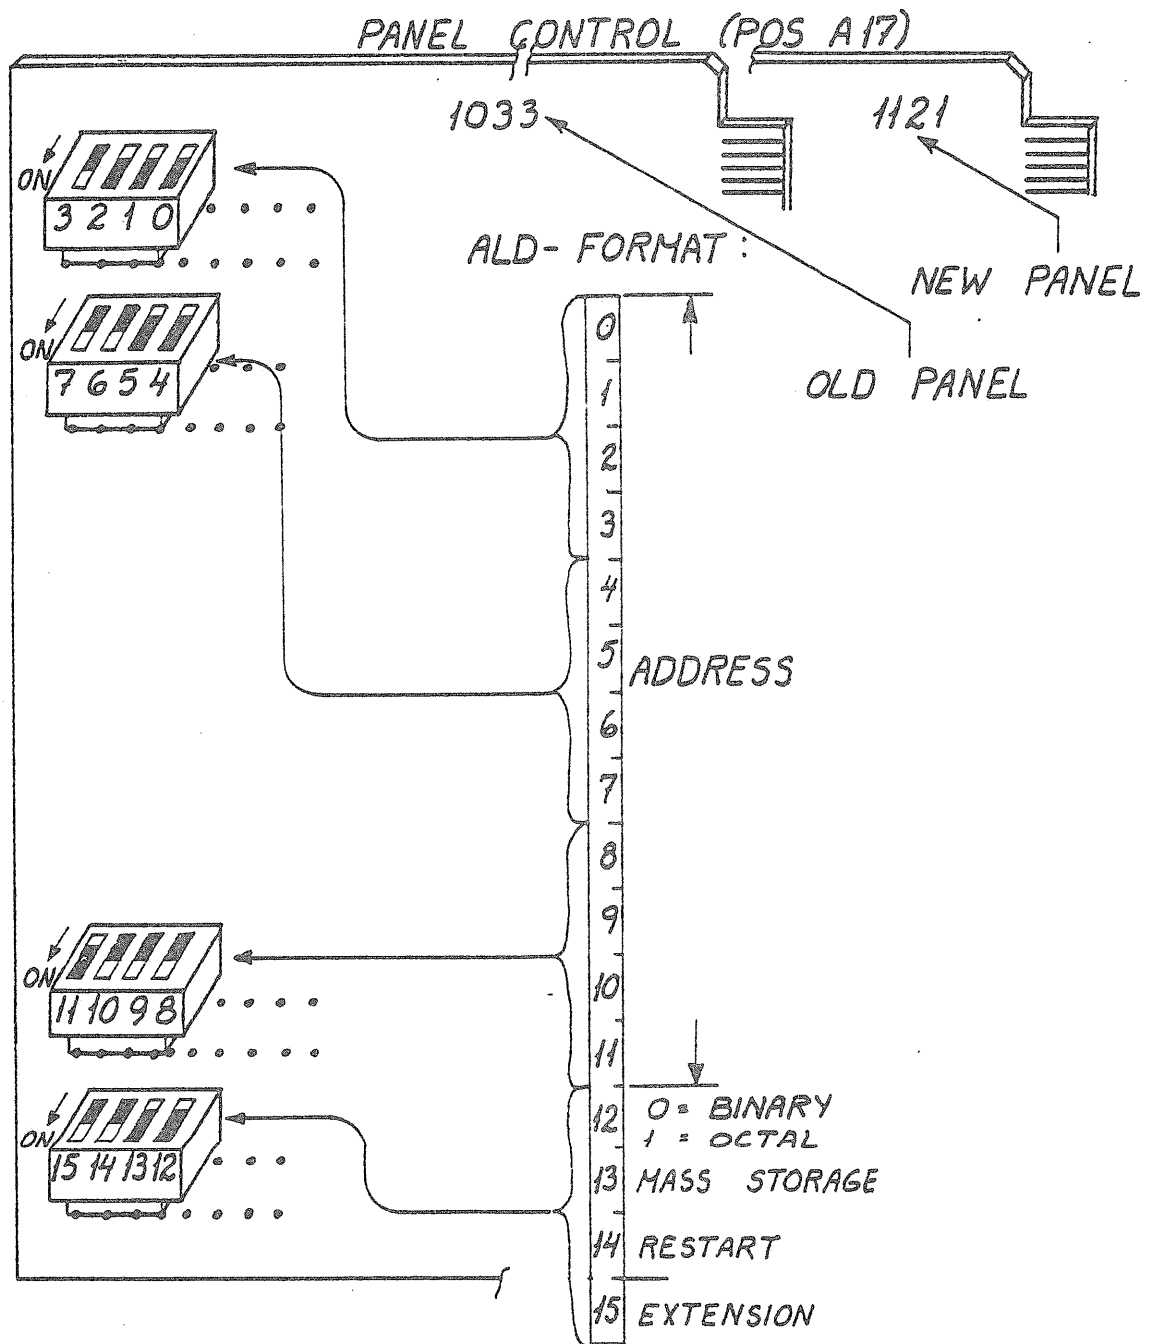 PANEL CONTROL (POS A17)
1033
1121
ON
3 2 1 0
ALD-FORMAT:
NEW PANEL
ON
7 6 5 4
OLD PANEL
0
1
2
3
4
5
ADDRESS
6
7
8
9
ON
11 10 9 8
10
11
12
0 = BINARY
1 = OCTAL
ON
15 14 13 12
13 MASS STORAGE
14 RESTART
15 EXTENSION